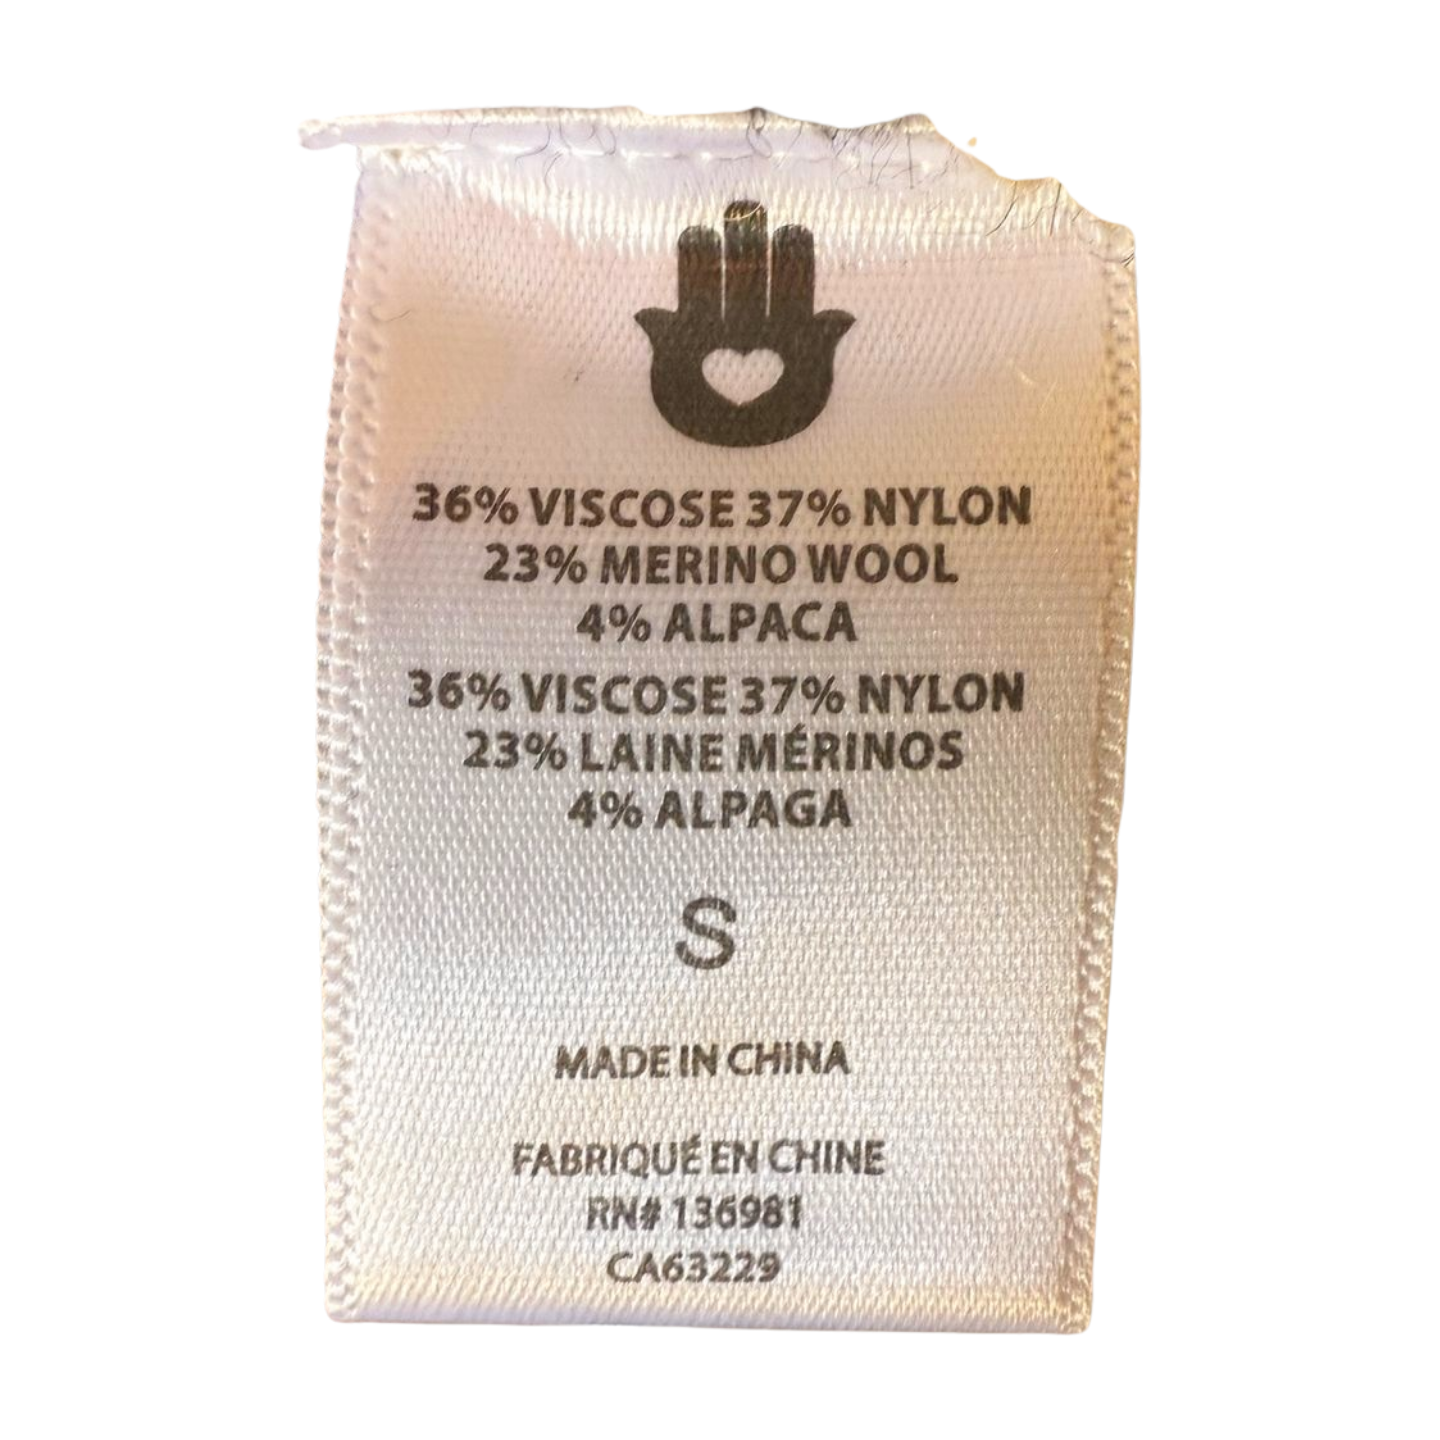 36% VISCOSE 37% NYLON
23% MERINO WOOL
4% ALPACA
36% VISCOSE 37% NYLON
23% LAINE MÉRINOS
4% ALPAGA
S
MADE IN CHINA
FABRIQUÉ EN CHINE
RN# 136981
CA63229